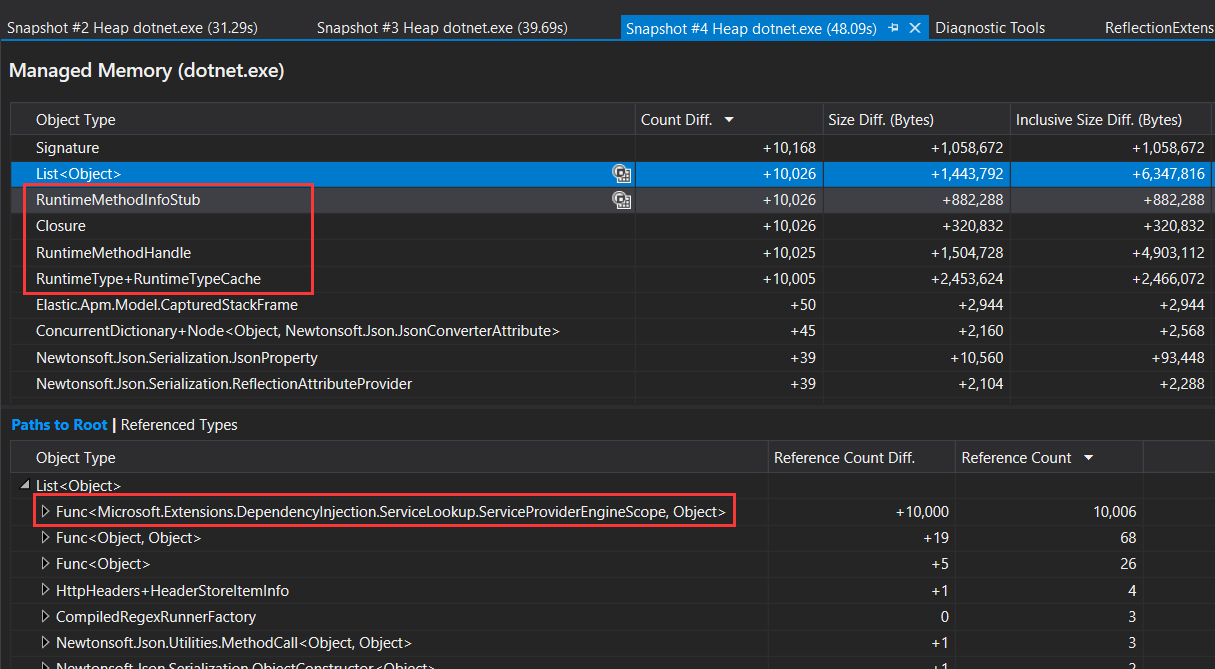 Snapshot #2 Heap dotnet.exe (31.29s) Snapshot #3 Heap dotnet.exe (39.69s) Snapshot #4 Heap dotnet.exe (48.09s) Diagnostic Tools ReflectionExtens
Managed Memory (dotnet.exe)
Object Type Count Diff. Size Diff. (Bytes) Inclusive Size Diff. (Bytes)
Signature +10,168 +1,058,672 +1,058,672
List<Object> +10,026 +1,443,792 +6,347,816
RuntimeMethodInfoStub +10,026 +882,288 +882,288
Closure +10,026 +320,832 +320,832
RuntimeMethodHandle +10,025 +1,504,728 +4,903,112
RuntimeType+RuntimeTypeCache +10,005 +2,453,624 +2,466,072
Elastic.Apm.Model.CapturedStackFrame +50 +2,944 +2,944
ConcurrentDictionary+Node<Object, Newtonsoft.Json.JsonConverterAttribute> +45 +2,160 +2,568
Newtonsoft.Json.Serialization.JsonProperty +39 +10,560 +93,448
Newtonsoft.Json.Serialization.ReflectionAttributeProvider +39 +2,104 +2,288
Paths to Root | Referenced Types
Object Type Reference Count Diff. Reference Count
List<Object>
Func<Microsoft.Extensions.DependencyInjection.ServiceLookup.ServiceProviderEngineScope, Object> +10,000 10,006
Func<Object, Object> +19 68
Func<Object> +5 26
HttpHeaders+HeaderStoreItemInfo +1 4
CompiledRegexRunnerFactory 0 3
Newtonsoft.Json.Utilities.MethodCall<Object, Object> +1 3
Newtonsoft.Json.Serialization.ObjectConstructor<Object> +1 2